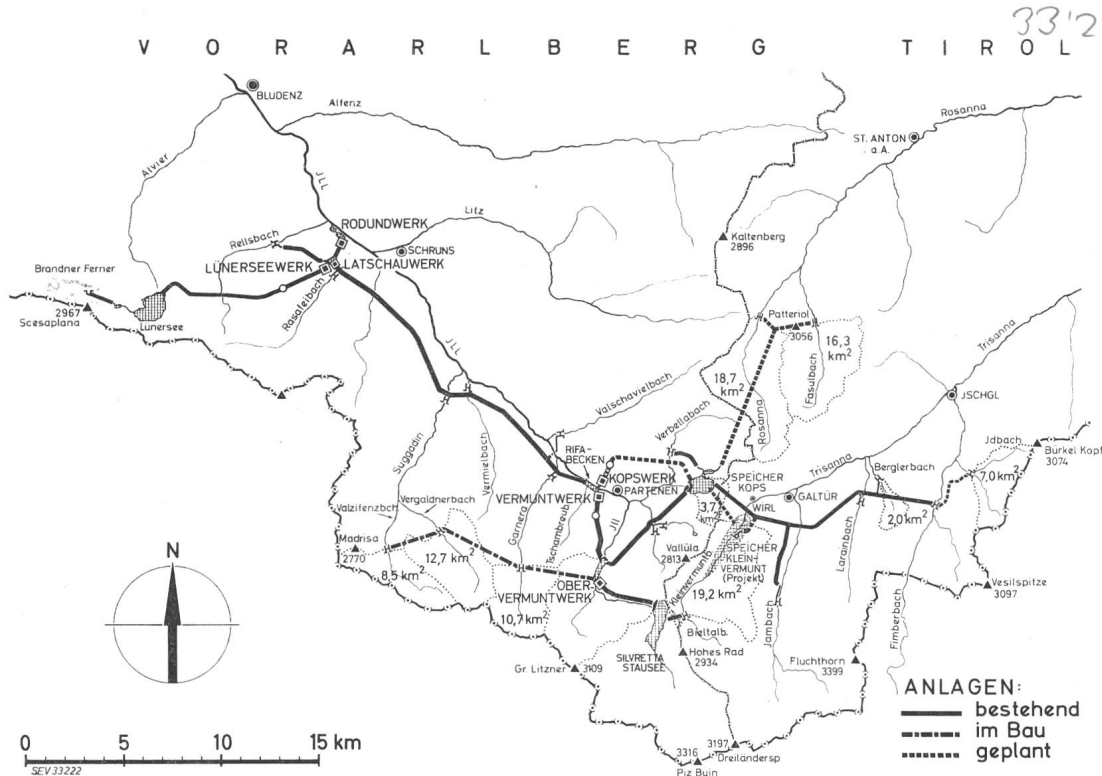 33'2
V O R A R L B E R G
T I R O L
BLUDENZ
Alfenz
Rosanna
ST. ANTON
a.A.
Alvier
JLL
Litz
RODUNDWERK
SCHRUNS
Rellsbach
LÜNERSEEWERK
LATSCHAUWERK
Rasafeibach
Brandner Ferner
2967
Scesaplana
Lünersee
Kaltenberg
2896
Patteriol
3056
16,3
km²
Fasulbach
18,7
km²
Rosanna
Trisanna
JLL
Valschavielbach
Verbellabach
JSCHGL
Jdbach
Bürkel Kopf
3074
7,0 km²
Suggadin
Vermielbach
RIFA-
BECKEN
KOPSWERK
PARTENEN
VERMUNTWERK
SPEICHER
KOPS
WIRL
GALTÜR
Trisanna
Berglerbach
2,0 km²
Larainbach
3,7
km²
Valzifenzbch.
Vergaldnerbach
Garnera
Tschambreub.
Jll
Madrisa
2770
8,5 km²
12,7 km²
10,7 km²
OBER-
VERMUNTWERK
Vallüla
2813
SPEICHER
KLEIN-
VERMUNT
(Projekt)
Kleinvermuntb.
19,2 km²
Jambach
Fimberbach
Vesilspitze
3097
Bieltalb.
SILVRETTA
STAUSEE
Hohes Rad
2934
Gr. Litzner
3109
Fluchthorn
3399
3197
Dreiländersp.
3316
Piz Buin
N
ANLAGEN:
bestehend
im Bau
geplant
0 5 10 15 km
SEV 33222